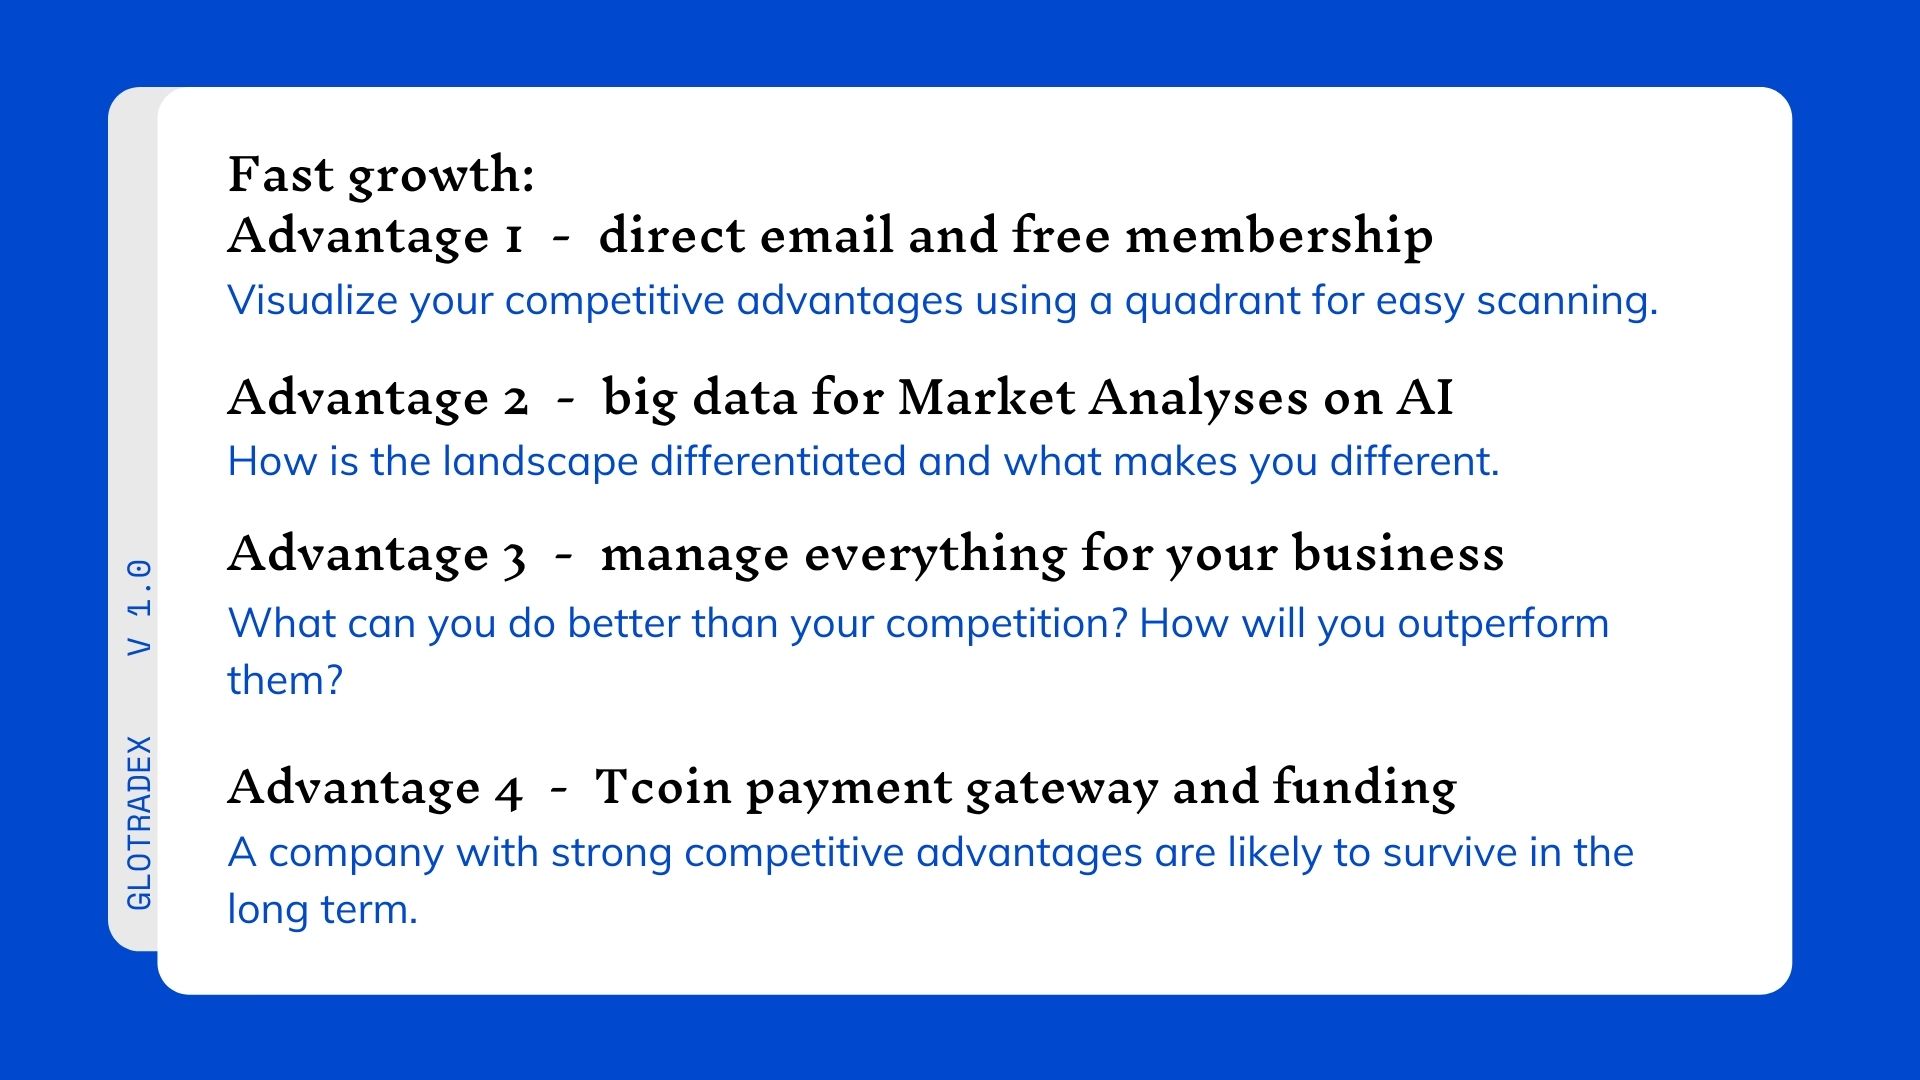 Fast growth:
Advantage 1 - direct email and free membership
Visualize your competitive advantages using a quadrant for easy scanning.
Advantage 2 - big data for Market Analyses on AI
How is the landscape differentiated and what makes you different.
Advantage 3 - manage everything for your business
What can you do better than your competition? How will you outperform
them?
Advantage 4 - Tcoin payment gateway and funding
A company with strong competitive advantages are likely to survive in the
long term.
GLOTRADEX V 1.0